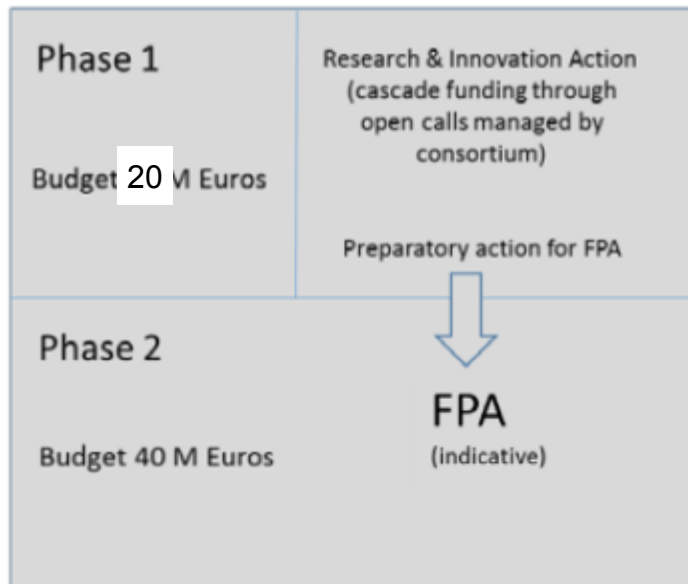 Phase 1
Budget 20 M Euros
Research & Innovation Action
(cascade funding through
open calls managed by
consortium)
Preparatory action for FPA
Phase 2
Budget 40 M Euros
FPA
(indicative)